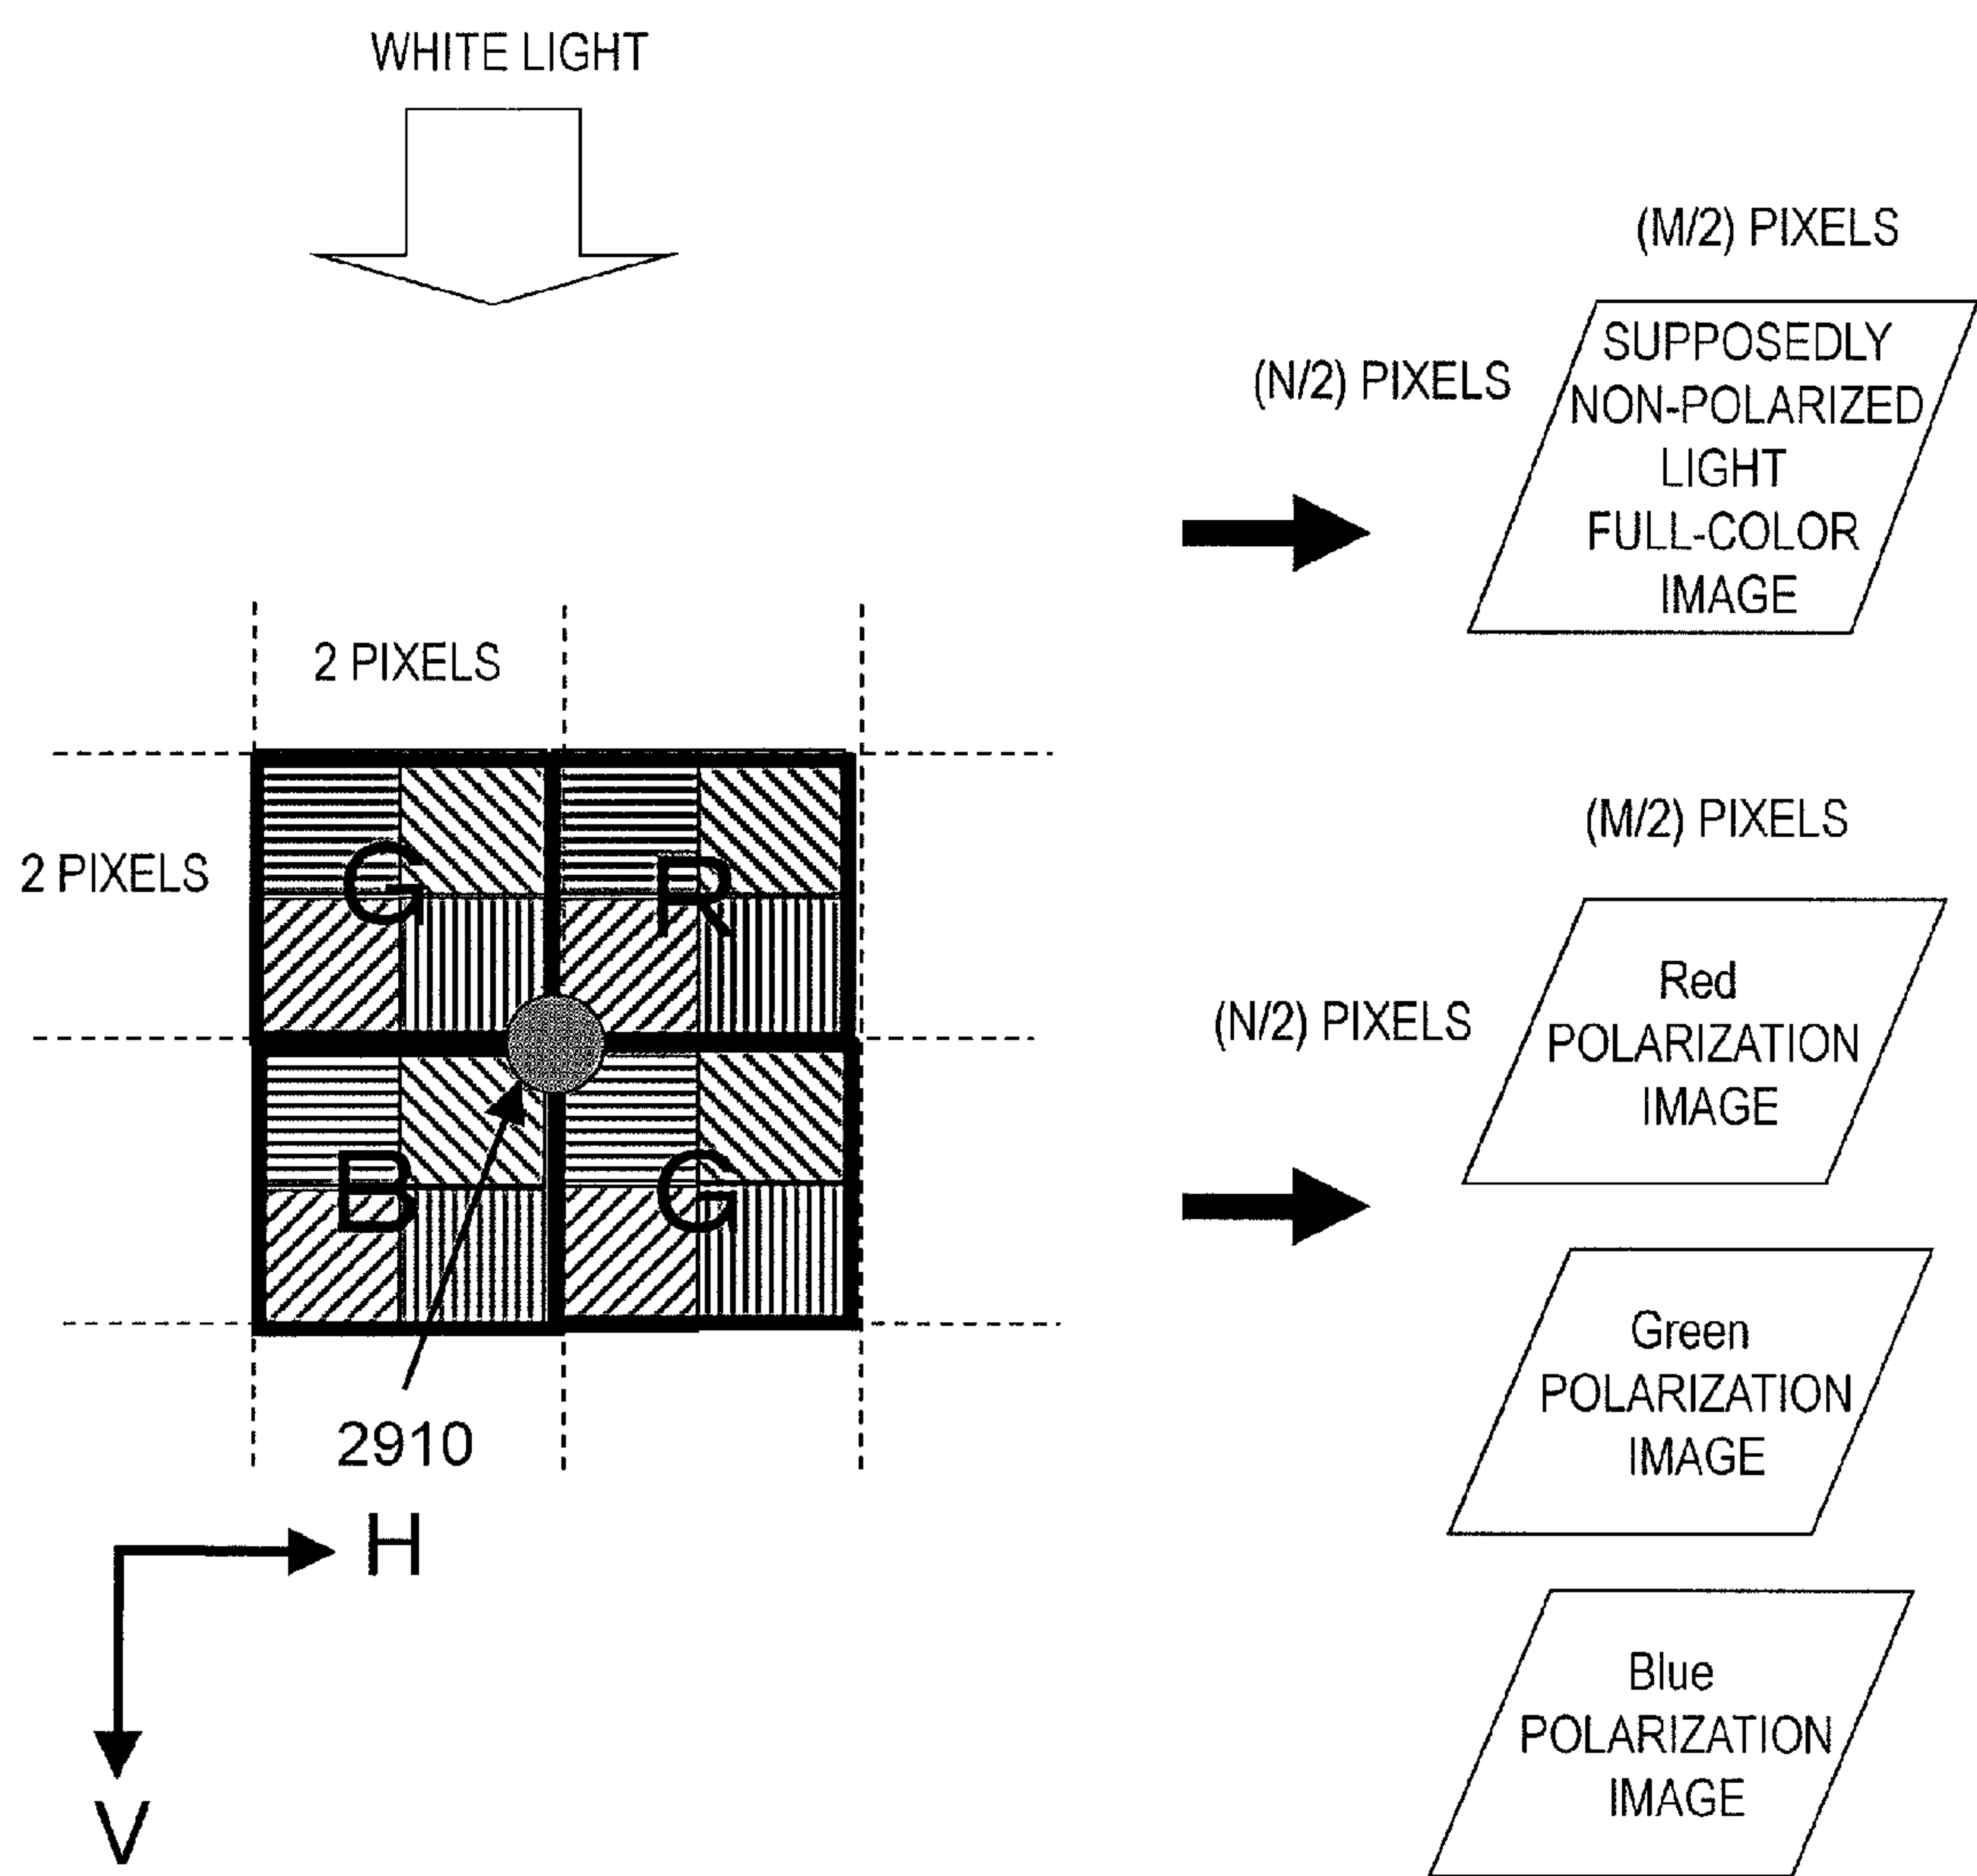 WHITE LIGHT
(M/2) PIXELS
(N/2) PIXELS
SUPPOSEDLY
NON-POLARIZED
LIGHT
FULL-COLOR
IMAGE
2 PIXELS
2 PIXELS
G R
B G
2910
H
V
(M/2) PIXELS
(N/2) PIXELS
Red
POLARIZATION
IMAGE
Green
POLARIZATION
IMAGE
Blue
POLARIZATION
IMAGE